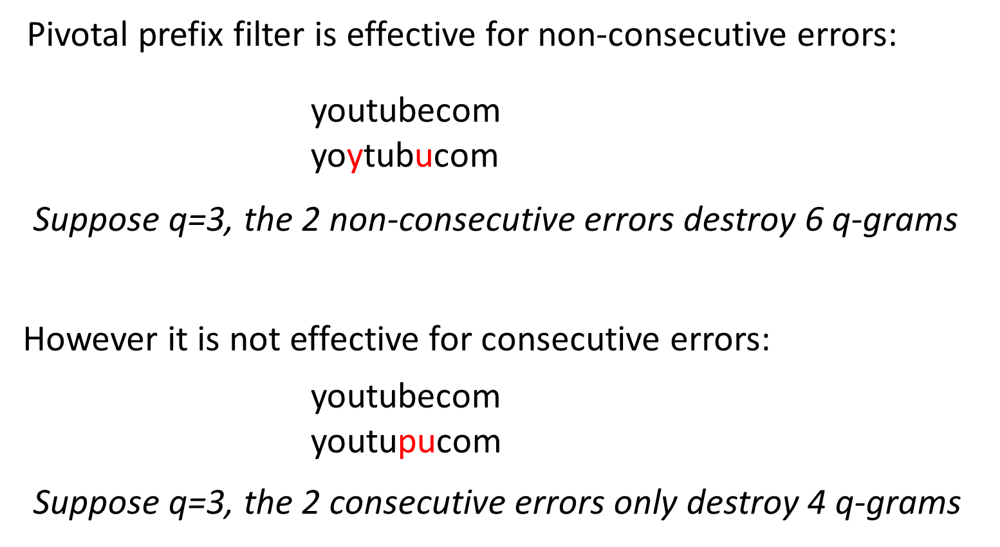 Pivotal prefix filter is effective for non-consecutive errors:
youtubecom
yoytubucom
Suppose q=3, the 2 non-consecutive errors destroy 6 q-grams
However it is not effective for consecutive errors:
youtubecom
youtupucom
Suppose q=3, the 2 consecutive errors only destroy 4 q-grams